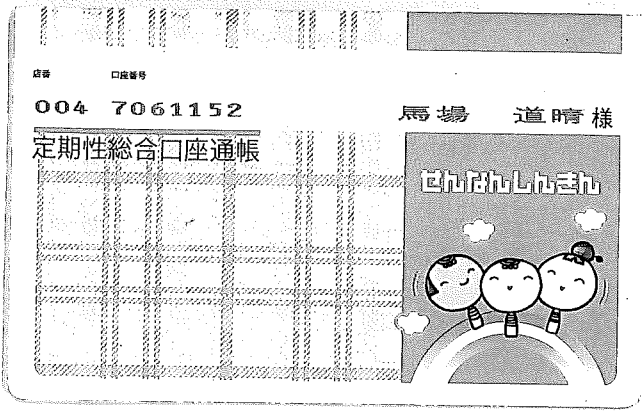 店番 口座番号
004 7061152
馬場 道晴 様
定期性総合口座通帳
せんなんしんきん